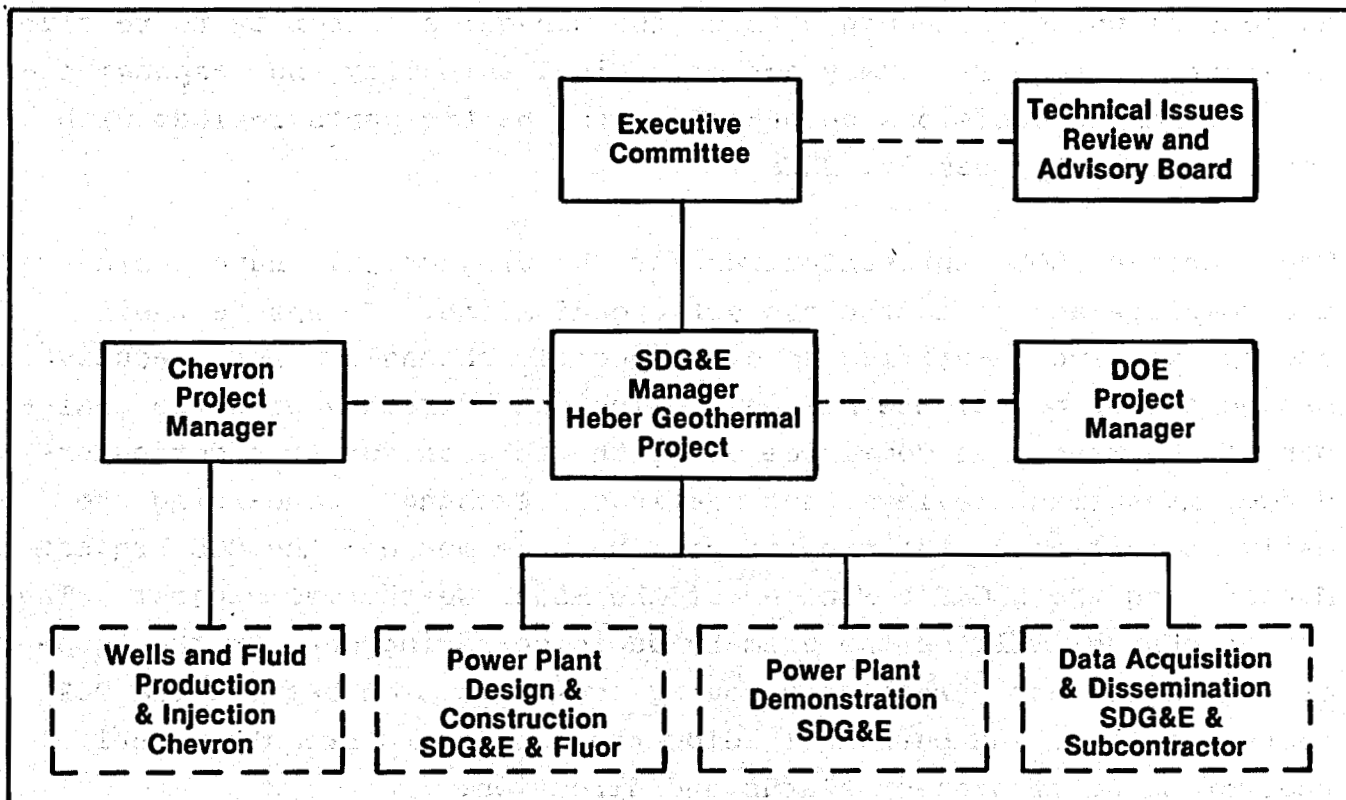 Executive
Committee
Technical Issues
Review and
Advisory Board
Chevron
Project
Manager
SDG&E
Manager
Heber Geothermal
Project
DOE
Project
Manager
Wells and Fluid
Production
& Injection
Chevron
Power Plant
Design &
Construction
SDG&E & Fluor
Power Plant
Demonstration
SDG&E
Data Acquisition
& Dissemination
SDG&E &
Subcontractor